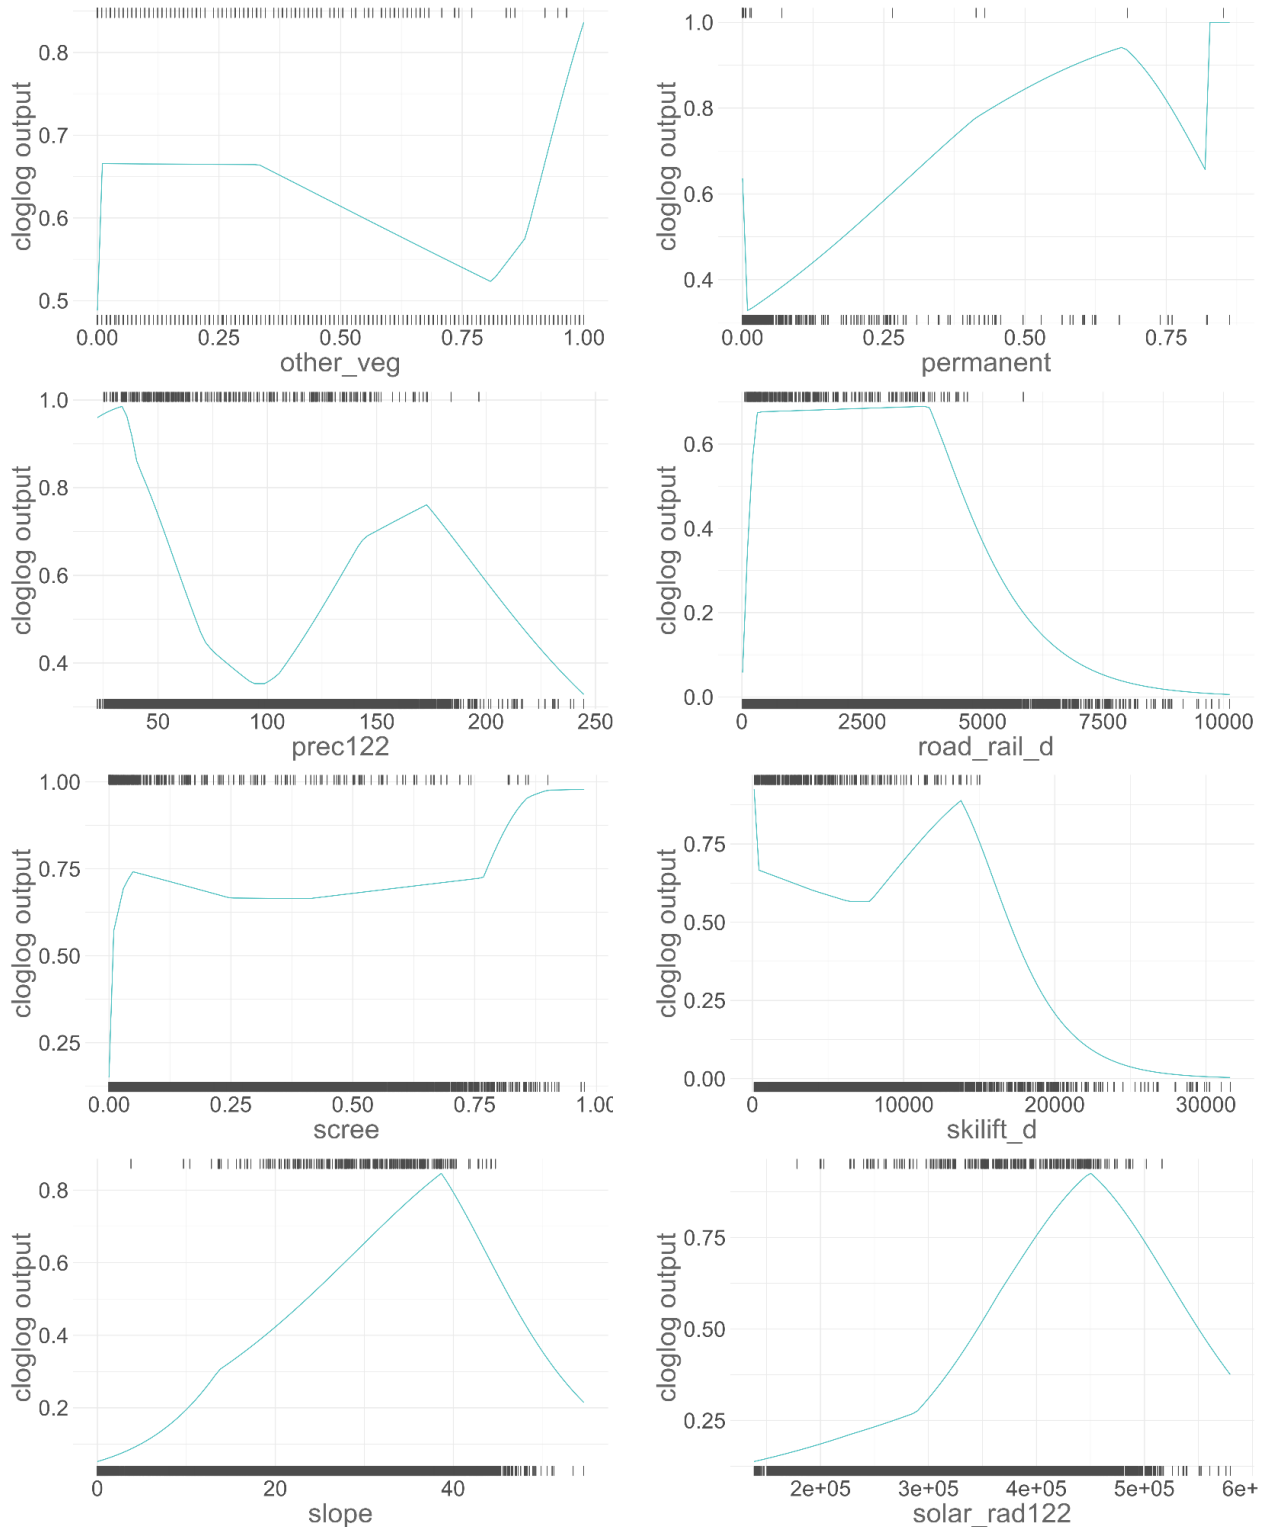 cloglog output
0.8
0.7
0.6
0.5
0.00 0.25 0.50 0.75 1.00
other_veg
cloglog output
1.0
0.8
0.6
0.4
0.00 0.25 0.50 0.75
permanent
cloglog output
1.0
0.8
0.6
0.4
50 100 150 200 250
prec122
cloglog output
0.6
0.4
0.2
0.0
0 2500 5000 7500 10000
road_rail_d
cloglog output
1.00
0.75
0.50
0.25
0.00 0.25 0.50 0.75 1.00
scree
cloglog output
0.75
0.50
0.25
0.00
0 10000 20000 30000
skilift_d
cloglog output
0.8
0.6
0.4
0.2
0 20 40
slope
cloglog output
0.75
0.50
0.25
2e+05 3e+05 4e+05 5e+05 6e+
solar_rad122